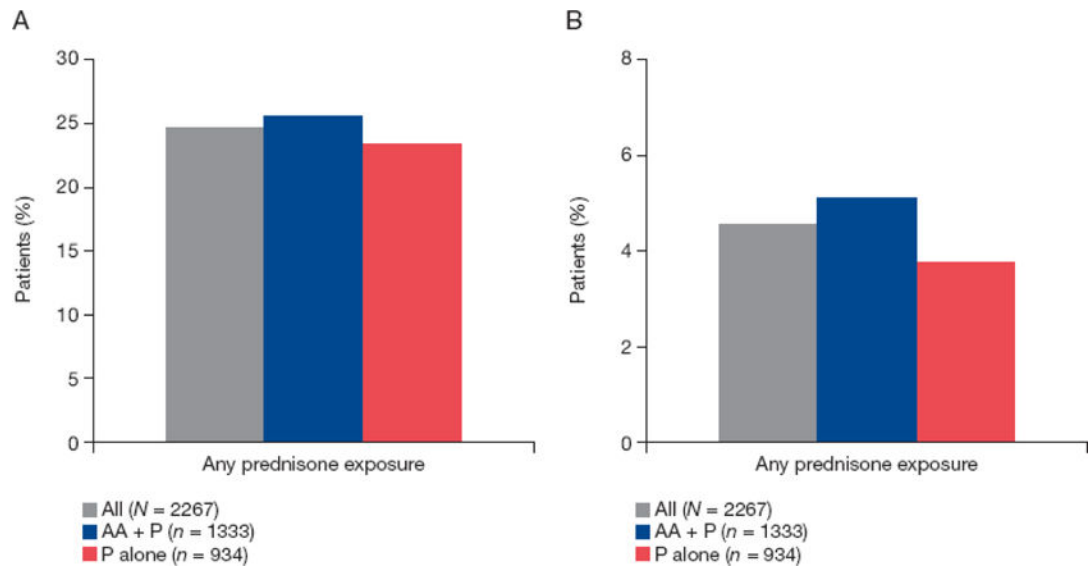 A
30
25
20
15
10
5
0
Patients (%)
Any prednisone exposure
All (N = 2267)
AA + P (n = 1333)
P alone (n = 934)
B
8
6
4
2
0
Patients (%)
Any prednisone exposure
All (N = 2267)
AA + P (n = 1333)
P alone (n = 934)